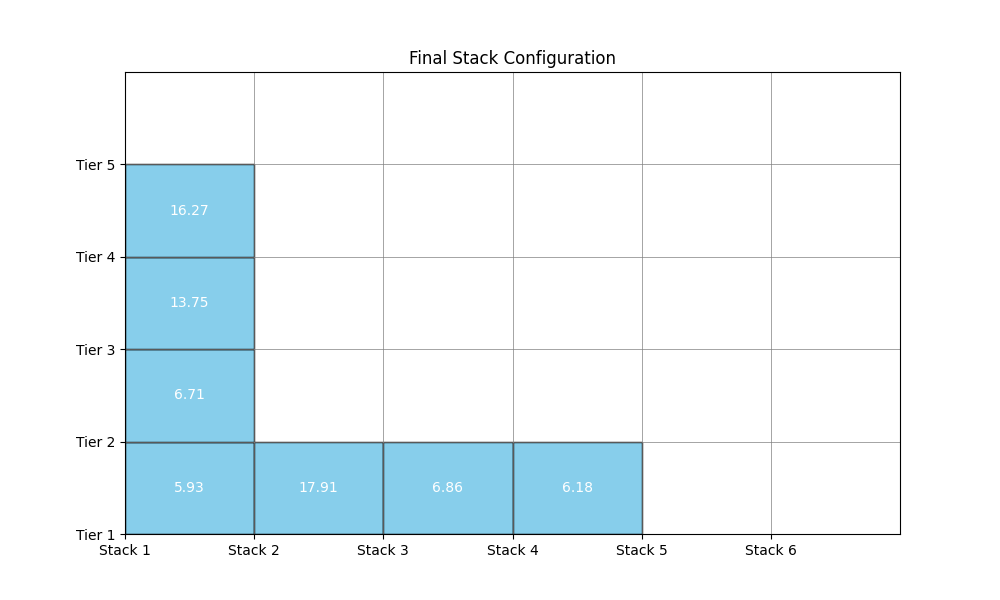 Final Stack Configuration
Tier 5
16.27
Tier 4
13.75
Tier 3
6.71
Tier 2
5.93 17.91 6.86 6.18
Tier 1
Stack 1 Stack 2 Stack 3 Stack 4 Stack 5 Stack 6